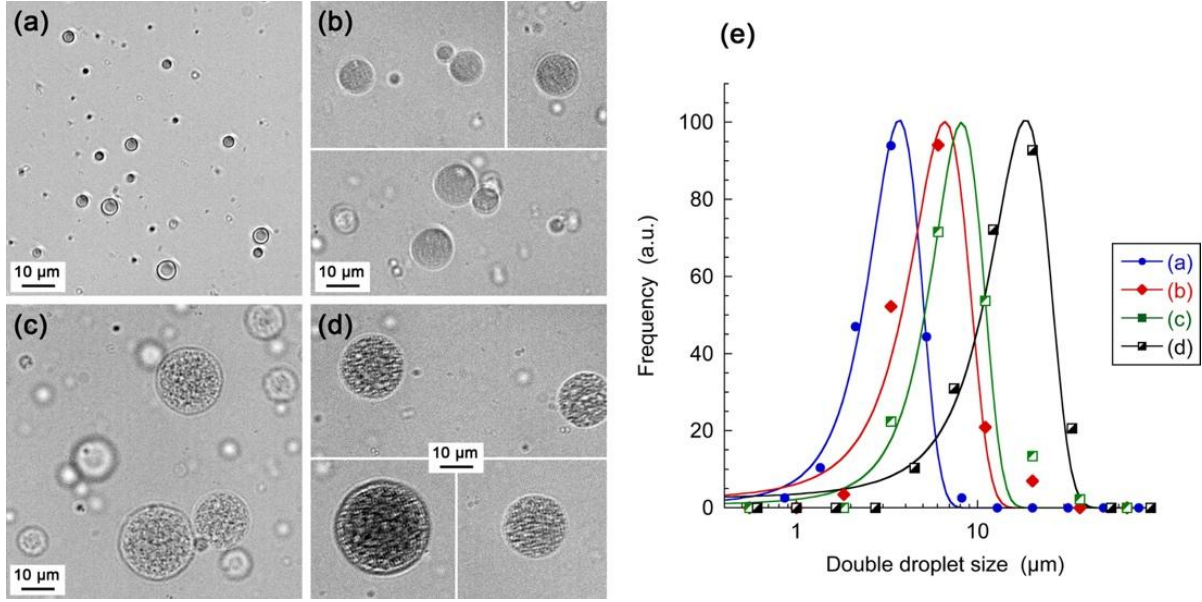 (a)
10 µm
(b)
10 µm
(c)
10 µm
(d)
10 µm
(e)
Frequency (a.u.)
100
80
60
40
20
0
1
10
Double droplet size (µm)
(a)
(b)
(c)
(d)